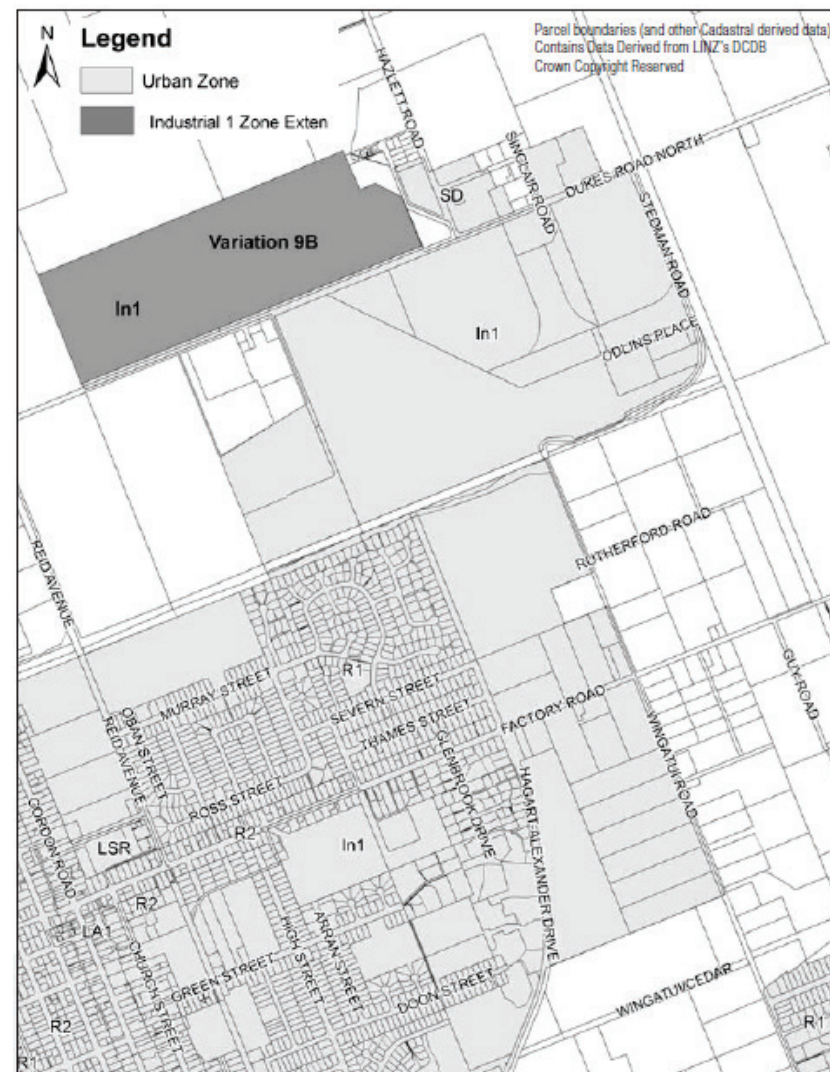 N
Legend
Urban Zone
Industrial 1 Zone Exten
Parcel boundaries (and other Cadastral derived data)
Contains Data Derived from LINZ's DCDB
Crown Copyright Reserved
HAZLETT ROAD
SINCLAIR ROAD
DUKES ROAD NORTH
SD
STEDMAN ROAD
Variation 9B
In1
In1
ODLINS PLACE
REID AVENUE
RUTHERFORD ROAD
R1
MURRAY STREET
SEVERN STREET
THAMES STREET
FACTORY ROAD
GUY ROAD
WINGATUI ROAD
OBAN STREET
REID AVENUE
ROSS STREET
GLENBROOK DRIVE
HAGART-ALEXANDER DRIVE
GORDON ROAD
LSR
R2
In1
R2
LA1
CHURCH STREET
HIGH STREET
ARRAN STREET
GREEN STREET
DOON STREET
WINGATUI/CEDAR
R2
R1
R1